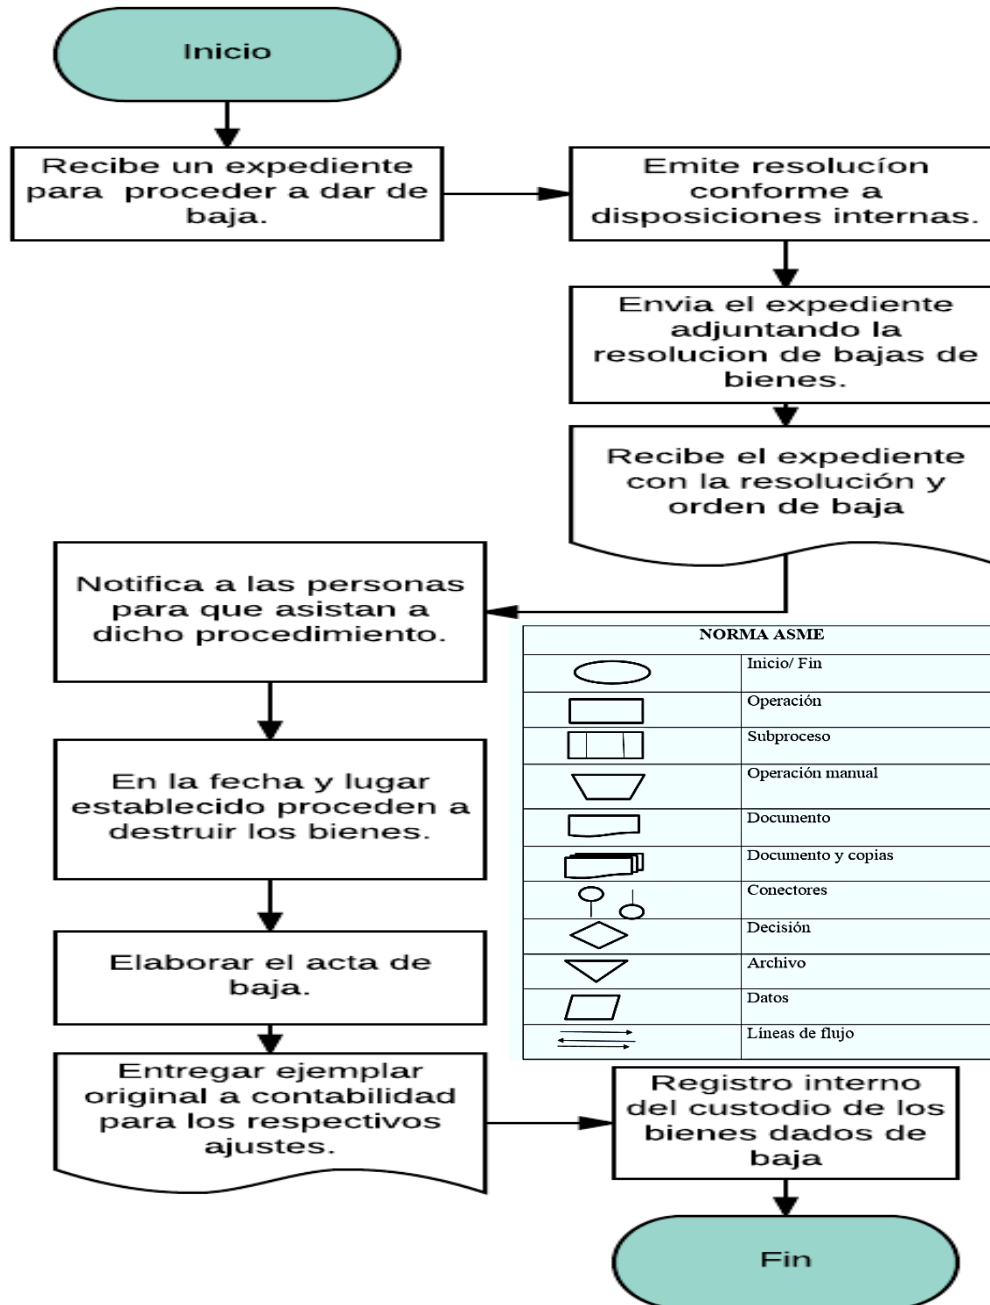 Inicio
Recibe un expediente
para proceder a dar de
baja.
Emite resolucíon
conforme a
disposiciones internas.
Envia el expediente
adjuntando la
resolucion de bajas de
bienes.
Recibe el expediente
con la resolución y
orden de baja
Notifica a las personas
para que asistan a
dicho procedimiento.
En la fecha y lugar
establecido proceden a
destruir los bienes.
Elaborar el acta de
baja.
Entregar ejemplar
original a contabilidad
para los respectivos
ajustes.
NORMA ASME
Inicio/ Fin
Operación
Subproceso
Operación manual
Documento
Documento y copias
Conectores
Decisión
Archivo
Datos
Líneas de flujo
Registro interno
del custodio de los
bienes dados de
baja
Fin